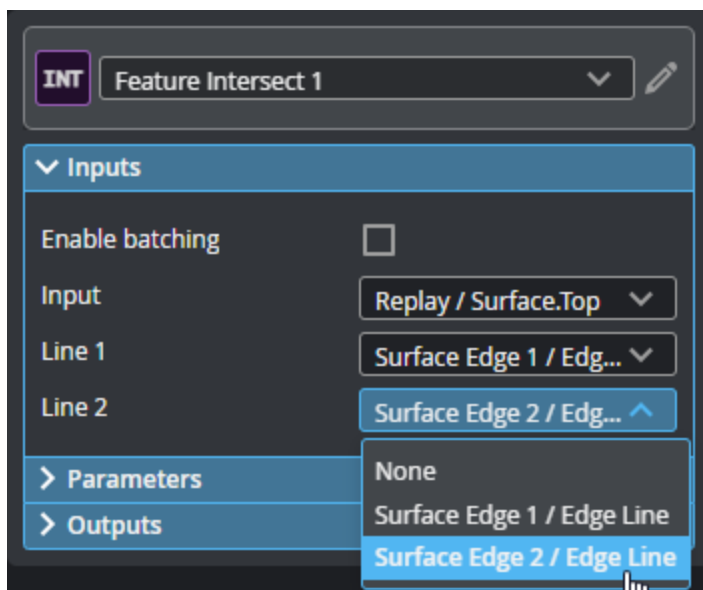 INT Feature Intersect 1
Inputs
Enable batching
Input Replay / Surface.Top
Line 1 Surface Edge 1 / Edg...
Line 2 Surface Edge 2 / Edg...
None
Parameters
Surface Edge 1 / Edge Line
Outputs
Surface Edge 2 / Edge Line